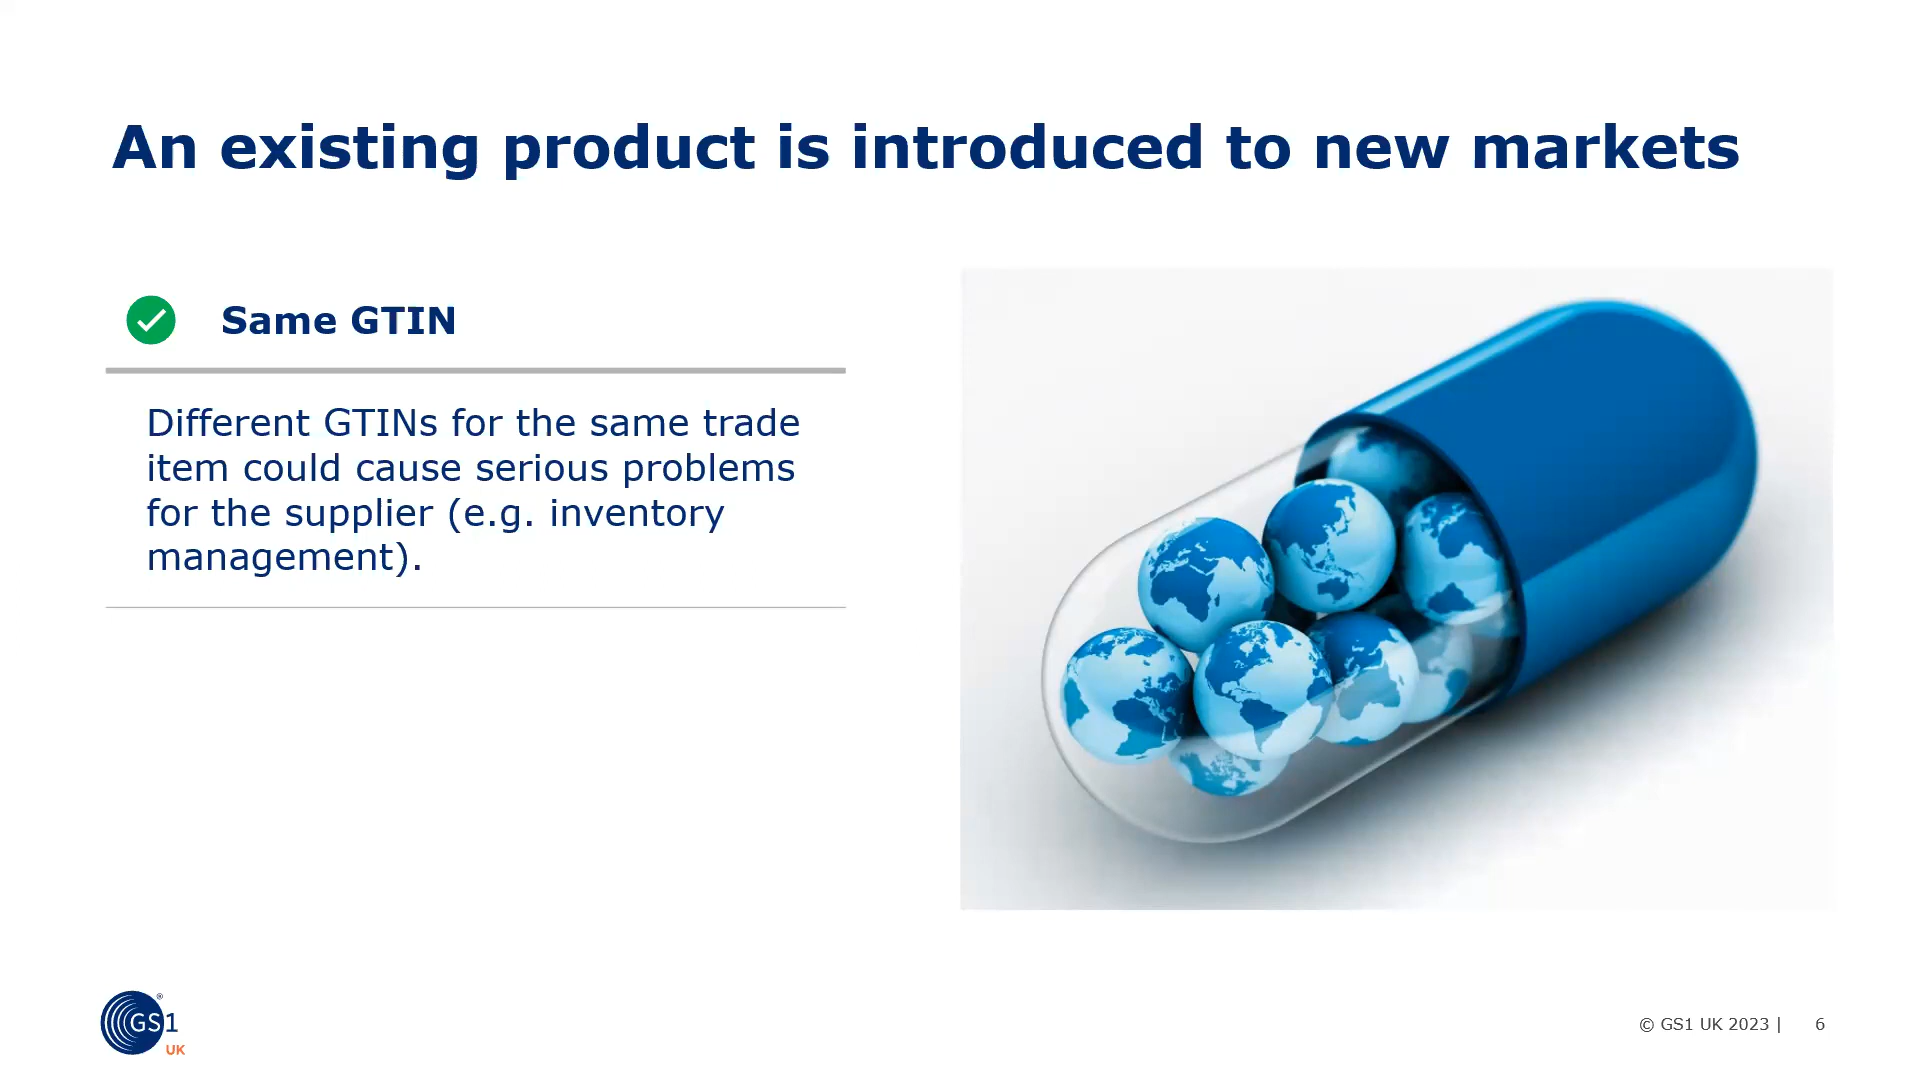 An existing product is introduced to new markets
Same GTIN
Different GTINs for the same trade
item could cause serious problems
for the supplier (e.g. inventory
management).
GS1
®
UK
© GS1 UK 2023 | 6